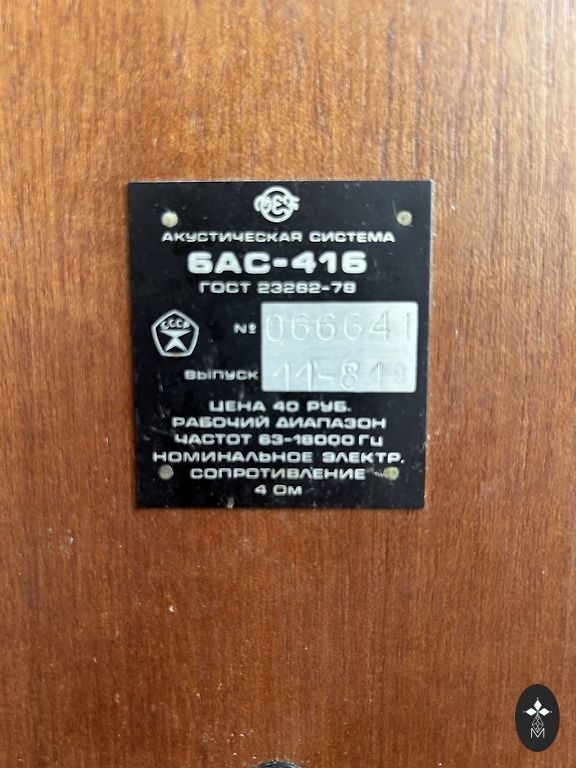 АКУСТИЧЕСКАЯ СИСТЕМА
6АС-416
ГОСТ 23262-78
СССР
№ 066641
ВЫПУСК 11-81
ЦЕНА 40 РУБ.
РАБОЧИЙ ДИАПАЗОН
ЧАСТОТ 63-18000 ГЦ
НОМИНАЛЬНОЕ ЭЛЕКТР.
СОПРОТИВЛЕНИЕ
4 ОМ
M